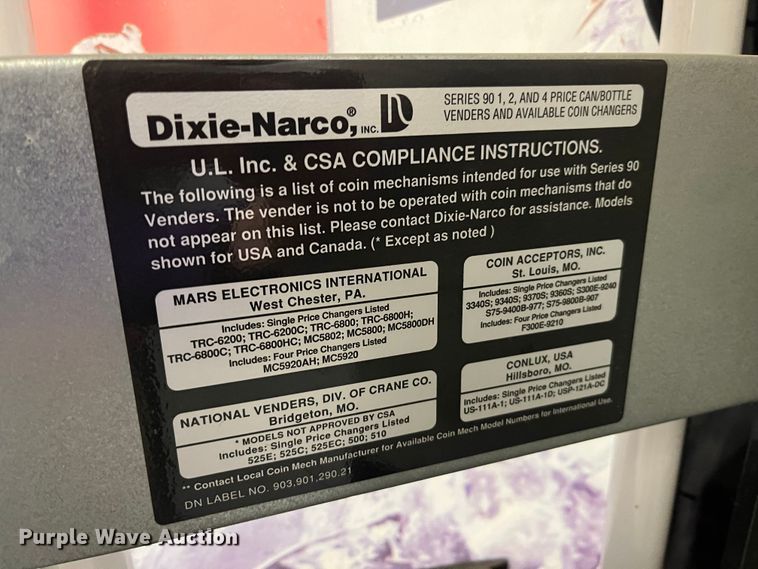 Dixie-Narco,® INC.
SERIES 90 1, 2, AND 4 PRICE CAN/BOTTLE
VENDERS AND AVAILABLE COIN CHANGERS
U.L. Inc. & CSA COMPLIANCE INSTRUCTIONS.
The following is a list of coin mechanisms intended for use with Series 90
Venders. The vender is not to be operated with coin mechanisms that do
not appear on this list. Please contact Dixie-Narco for assistance. Models
shown for USA and Canada. (* Except as noted )
MARS ELECTRONICS INTERNATIONAL
West Chester, PA.
Includes: Single Price Changers Listed
TRC-6200; TRC-6200C; TRC-6800; TRC-6800H;
TRC-6800C; TRC-6800HC; MC5802; MC5800; MC5800DH
Includes: Four Price Changers Listed
MC5920AH; MC5920
COIN ACCEPTORS, INC.
St. Louis, MO.
Includes: Single Price Changers Listed
3340S; 9340S; 9370S; 9360S; S300E-9240
S75-9400B-977; S75-9800B-907
Includes: Four Price Changers Listed
F300E-9210
NATIONAL VENDERS, DIV. OF CRANE CO.
Bridgeton, MO.
* MODELS NOT APPROVED BY CSA
Includes: Single Price Changers Listed
525E; 525C; 525EC; 500; 510
CONLUX, USA
Hillsboro, MO.
Includes: Single Price Changers Listed
US-111A-1; US-111A-1D; USP-121A-DC
** Contact Local Coin Mech Manufacturer for Available Coin Mech Model Numbers for International Use.
DN LABEL NO. 903,901,290.21
Purple Wave Auction